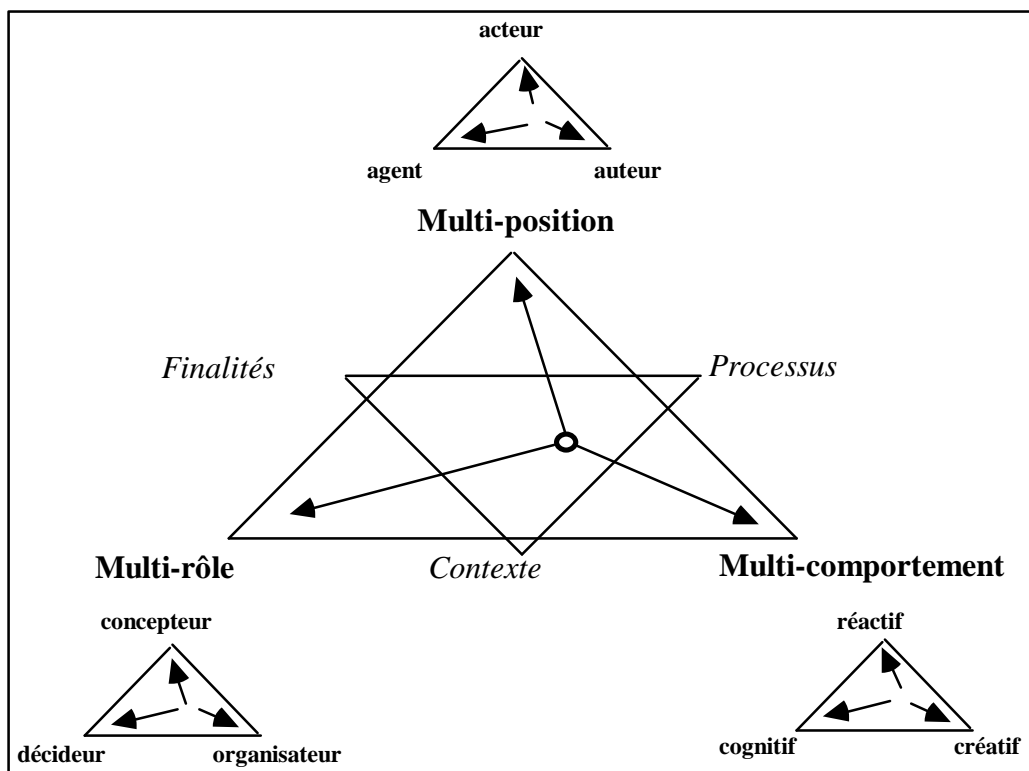 acteur
agent auteur
Multi-position
Finalités Processus
Multi-rôle Contexte Multi-comportement
concepteur réactif
décideur organisateur cognitif créatif